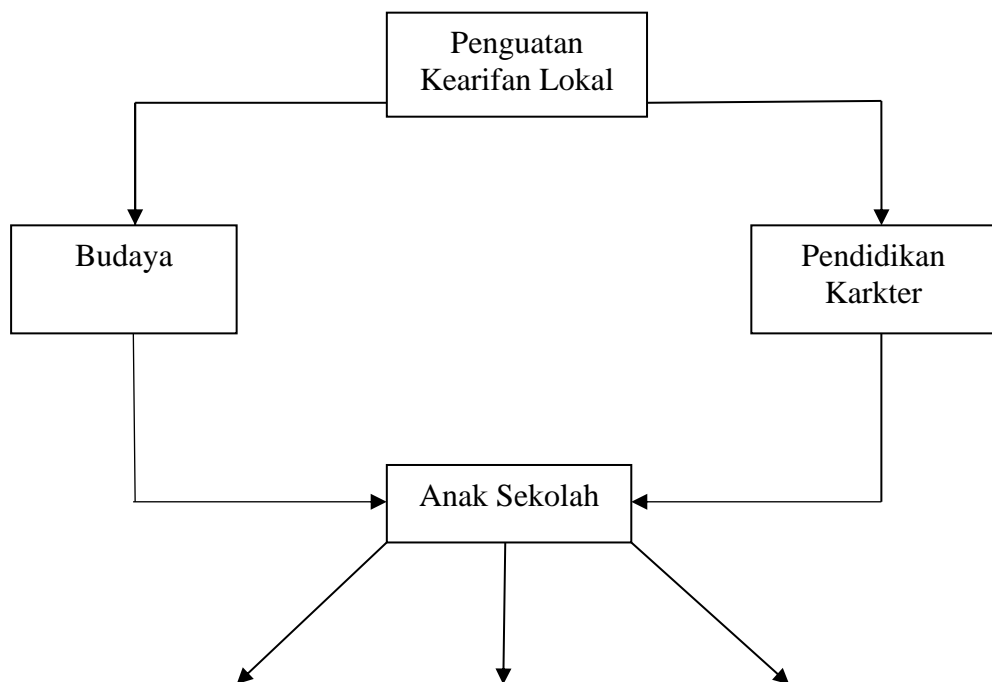 Penguatan
Kearifan Lokal
Budaya
Pendidikan
Karkter
Anak Sekolah